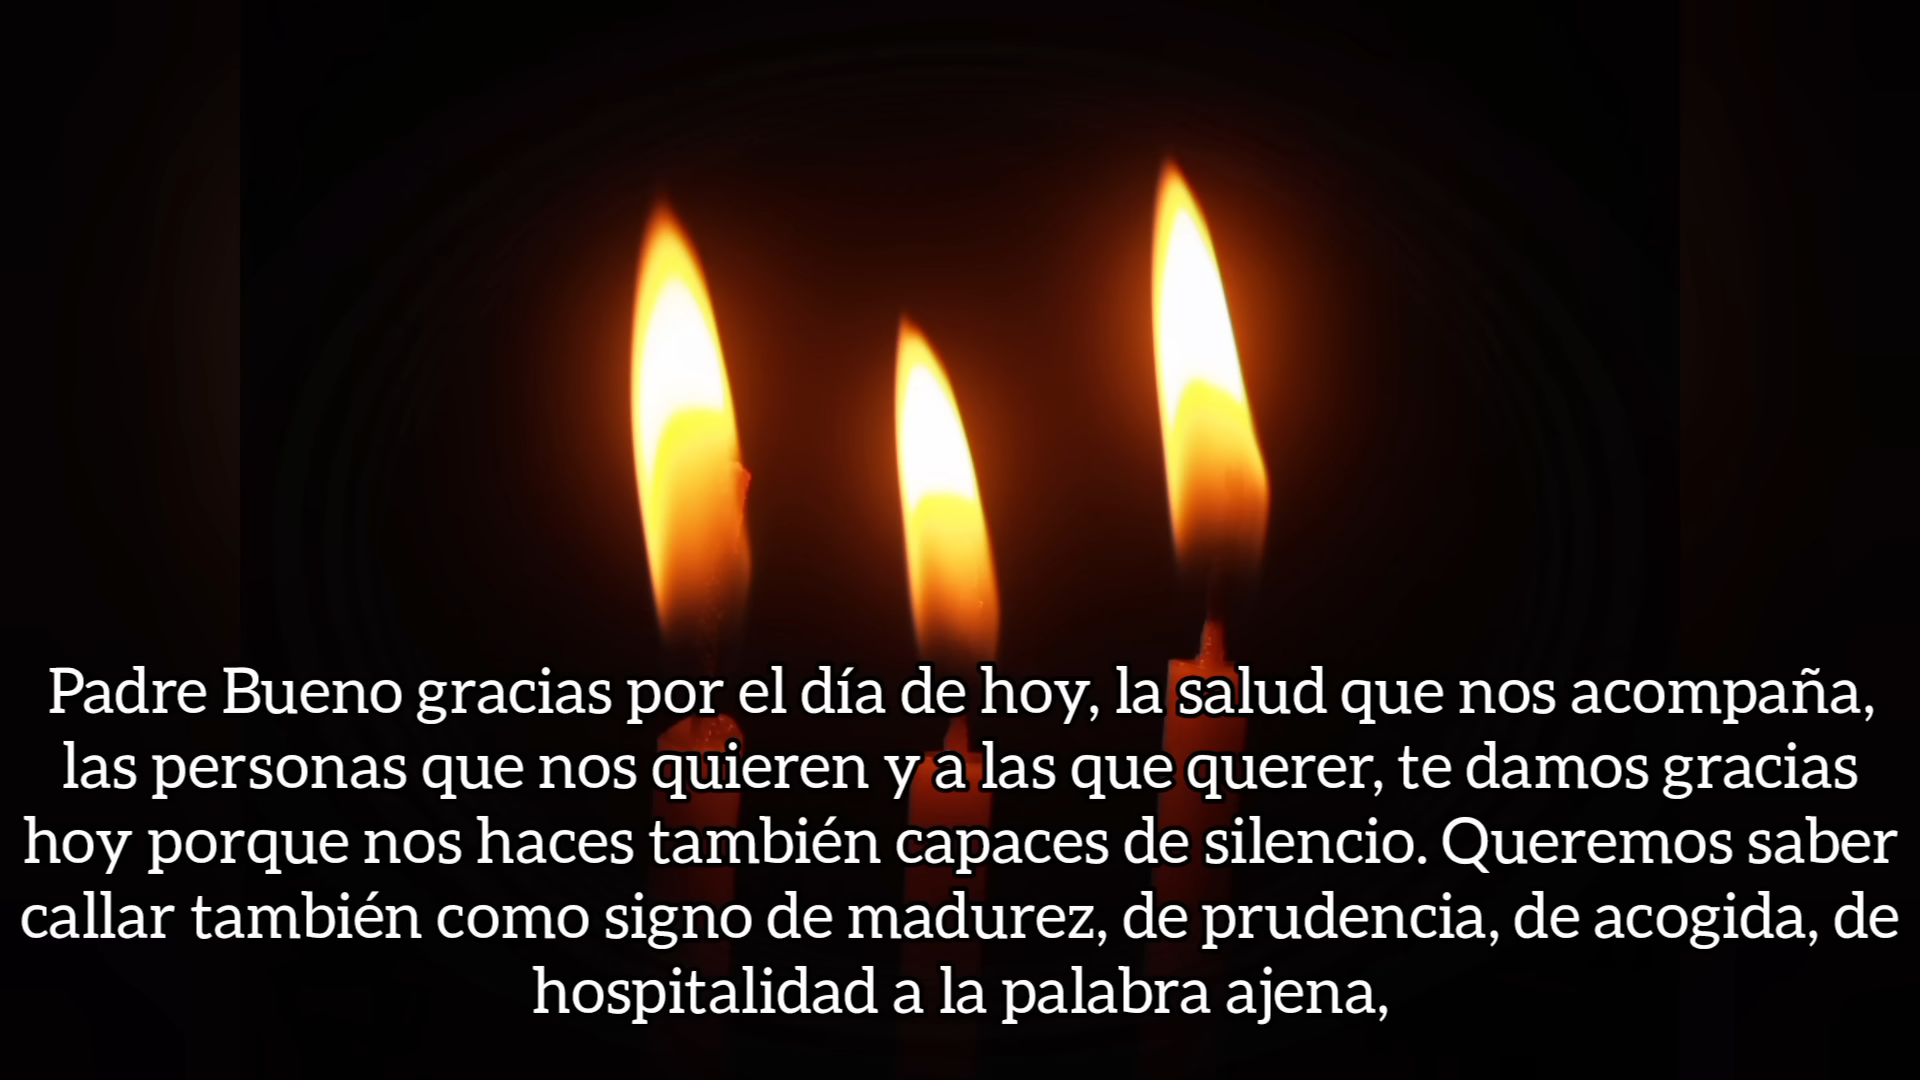 Padre Bueno gracias por el día de hoy, la salud que nos acompaña,
las personas que nos quieren y a las que querer, te damos gracias
hoy porque nos haces también capaces de silencio. Queremos saber
callar también como signo de madurez, de prudencia, de acogida, de
hospitalidad a la palabra ajena,